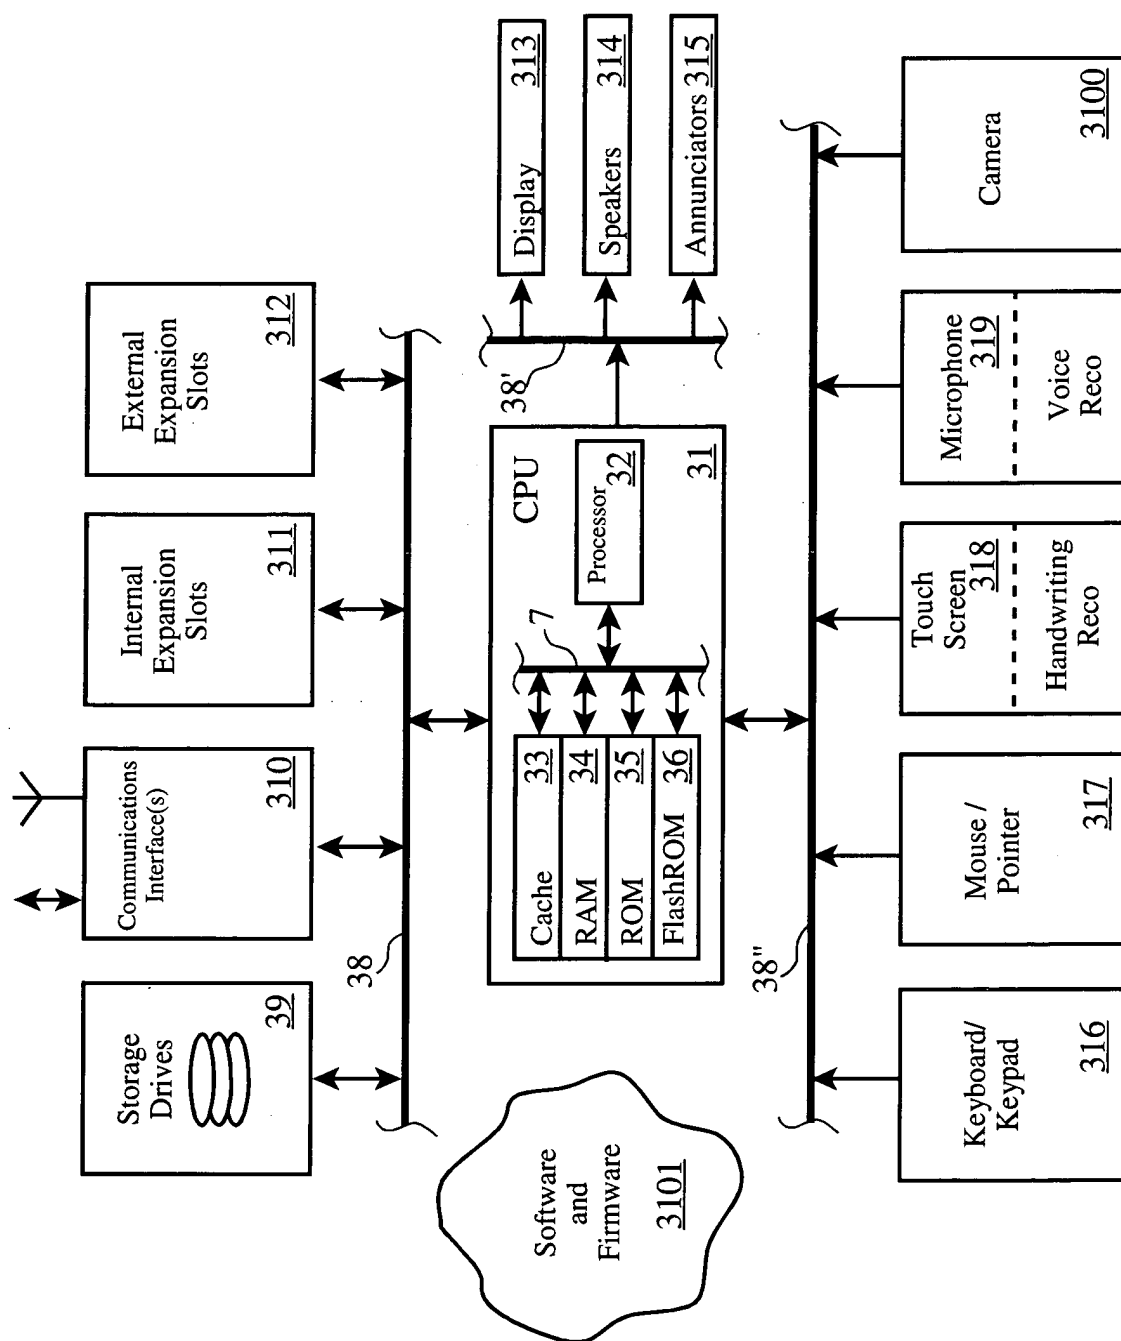 Storage
Drives
39
Communications
Interface(s)
310
Internal
Expansion
Slots
311
External
Expansion
Slots
312
38
Software
and
Firmware
3101
CPU
31
Cache 33
RAM 34
ROM 35
FlashROM 36
7
Processor
32
38'
Display 313
Speakers 314
Annunciators 315
38"
Keyboard/
Keypad
316
Mouse /
Pointer
317
Touch
Screen
318
Handwriting
Reco
Microphone
319
Voice
Reco
Camera
3100